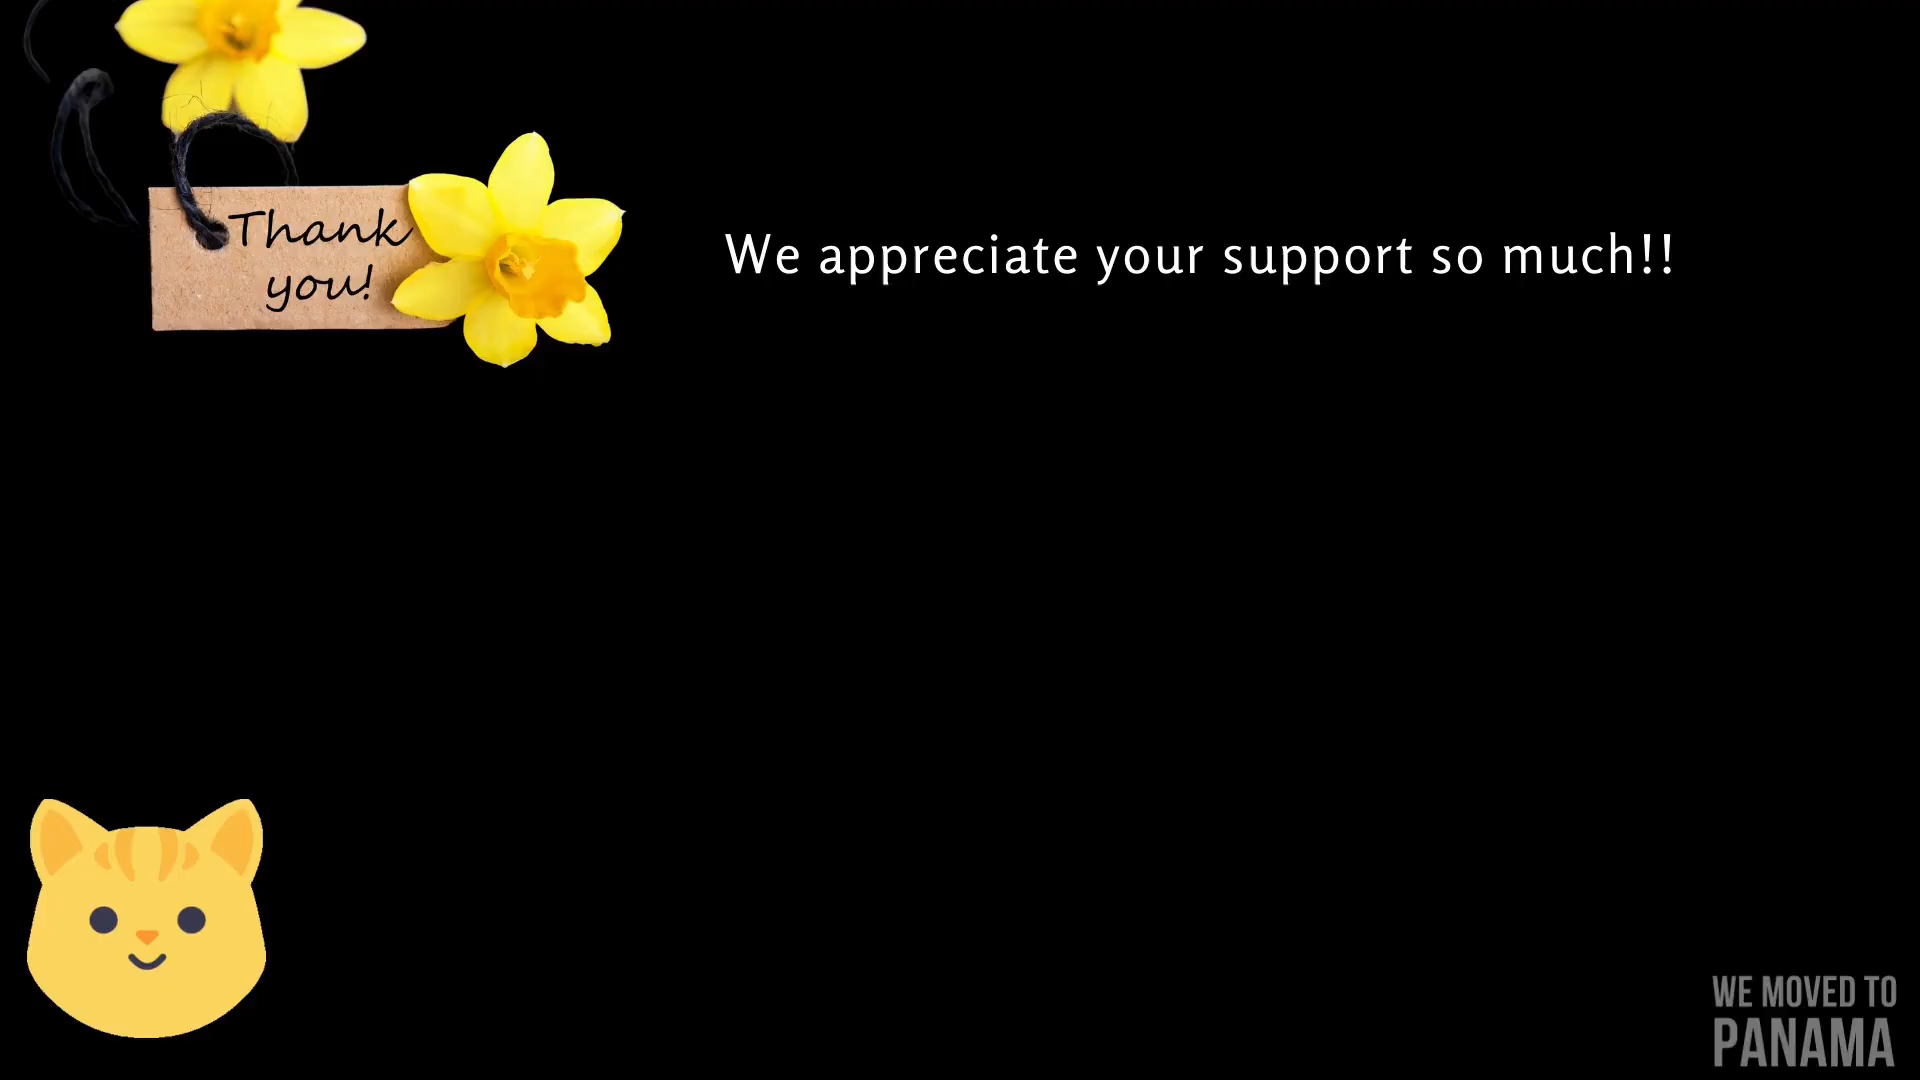 Thank
you!
We appreciate your support so much!!
WE MOVED TO
PANAMA